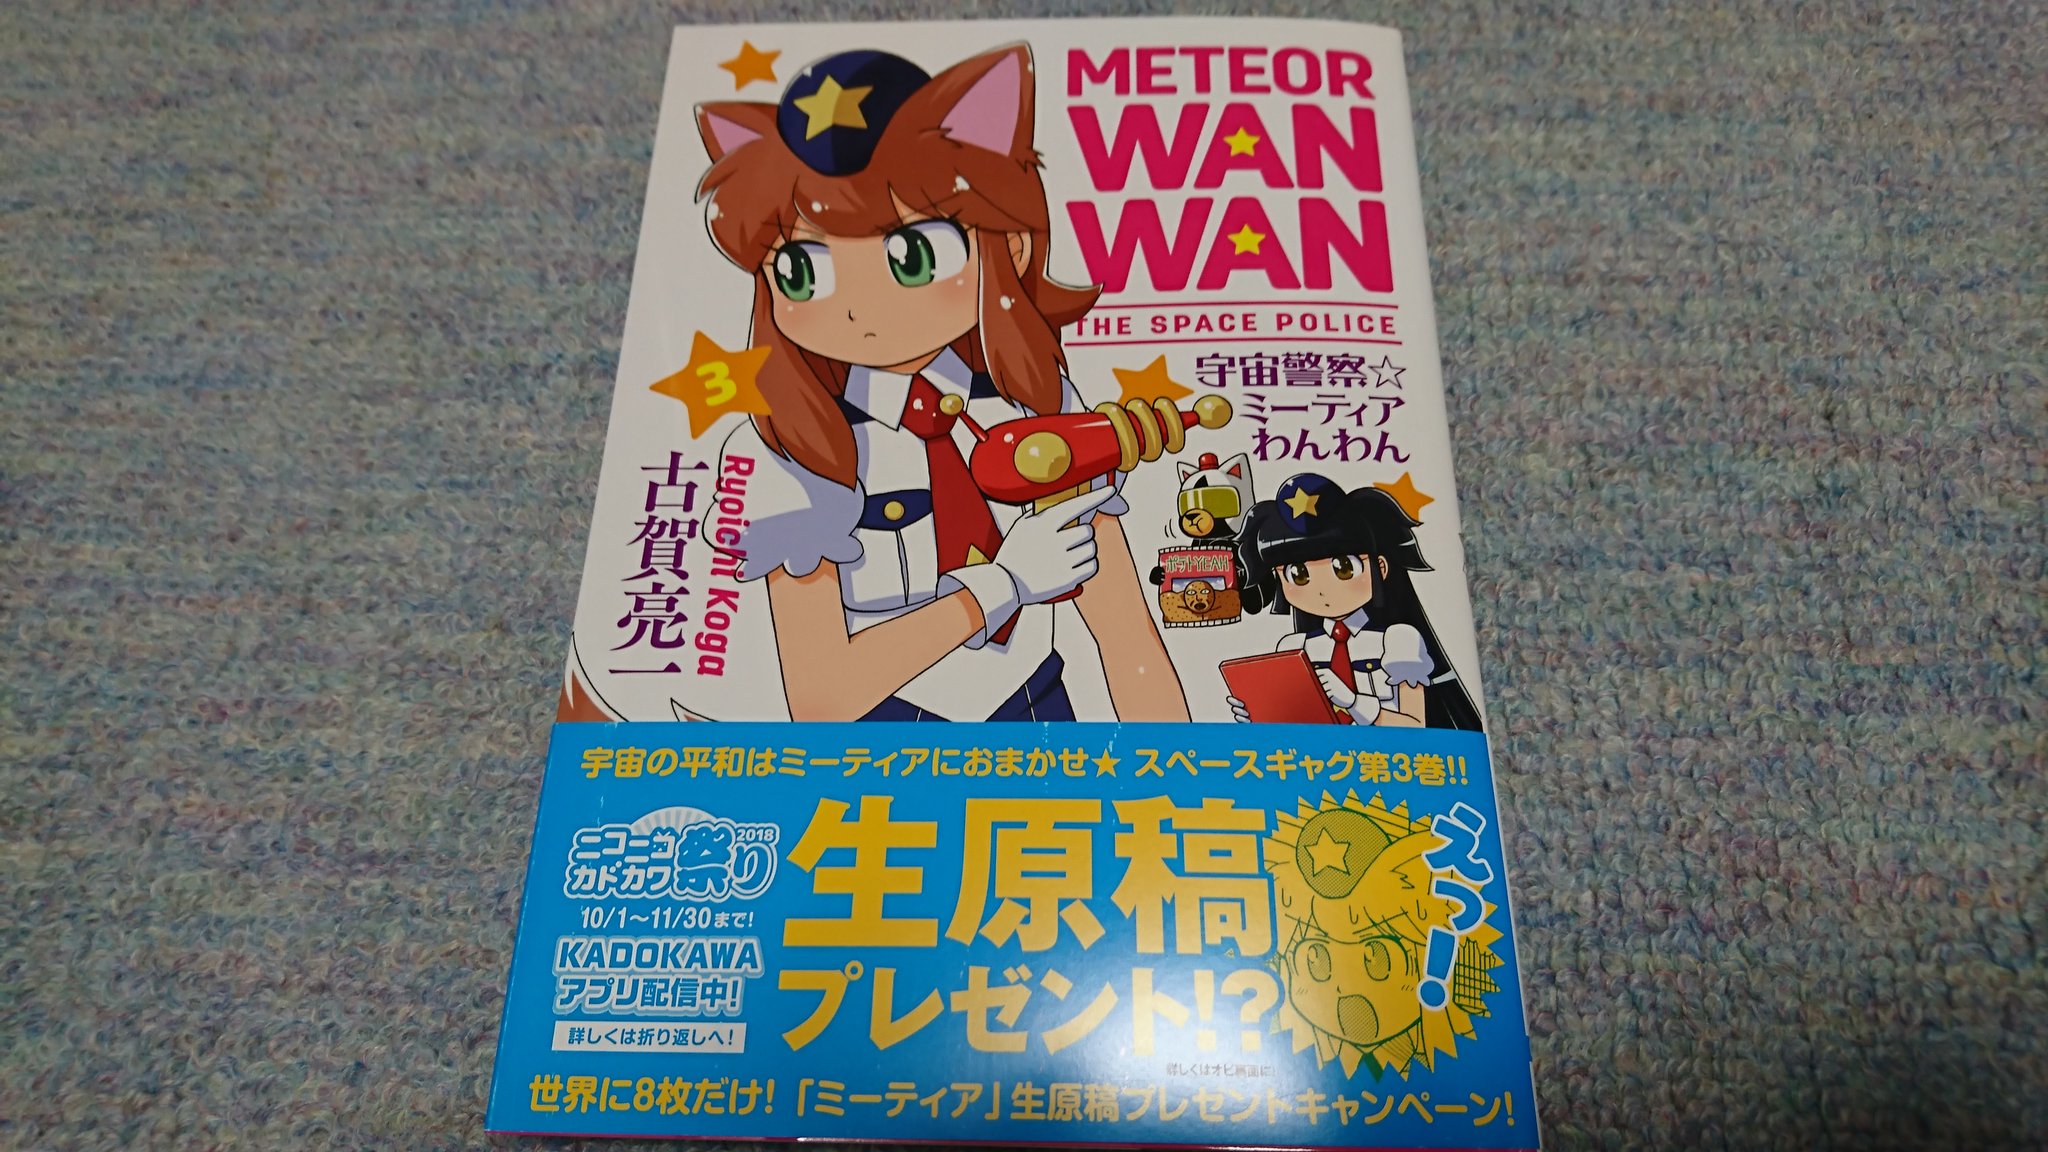 METEOR
WAN
WAN
THE SPACE POLICE
宇宙警察☆
ミーティア
わんわん
3
古賀亮一
Ryoichi Koga
ポテトYEAH
宇宙の平和はミーティアにおまかせ★ スペースギャグ第3巻!!
ニコニコ
カドカワ祭り
2018
10/1～11/30まで!
KADOKAWA
アプリ配信中!
詳しくは折り返しへ!
生原稿
プレゼント!?
えっ!
詳しくはオビ裏面に!
世界に8枚だけ!「ミーティア」生原稿プレゼントキャンペーン!